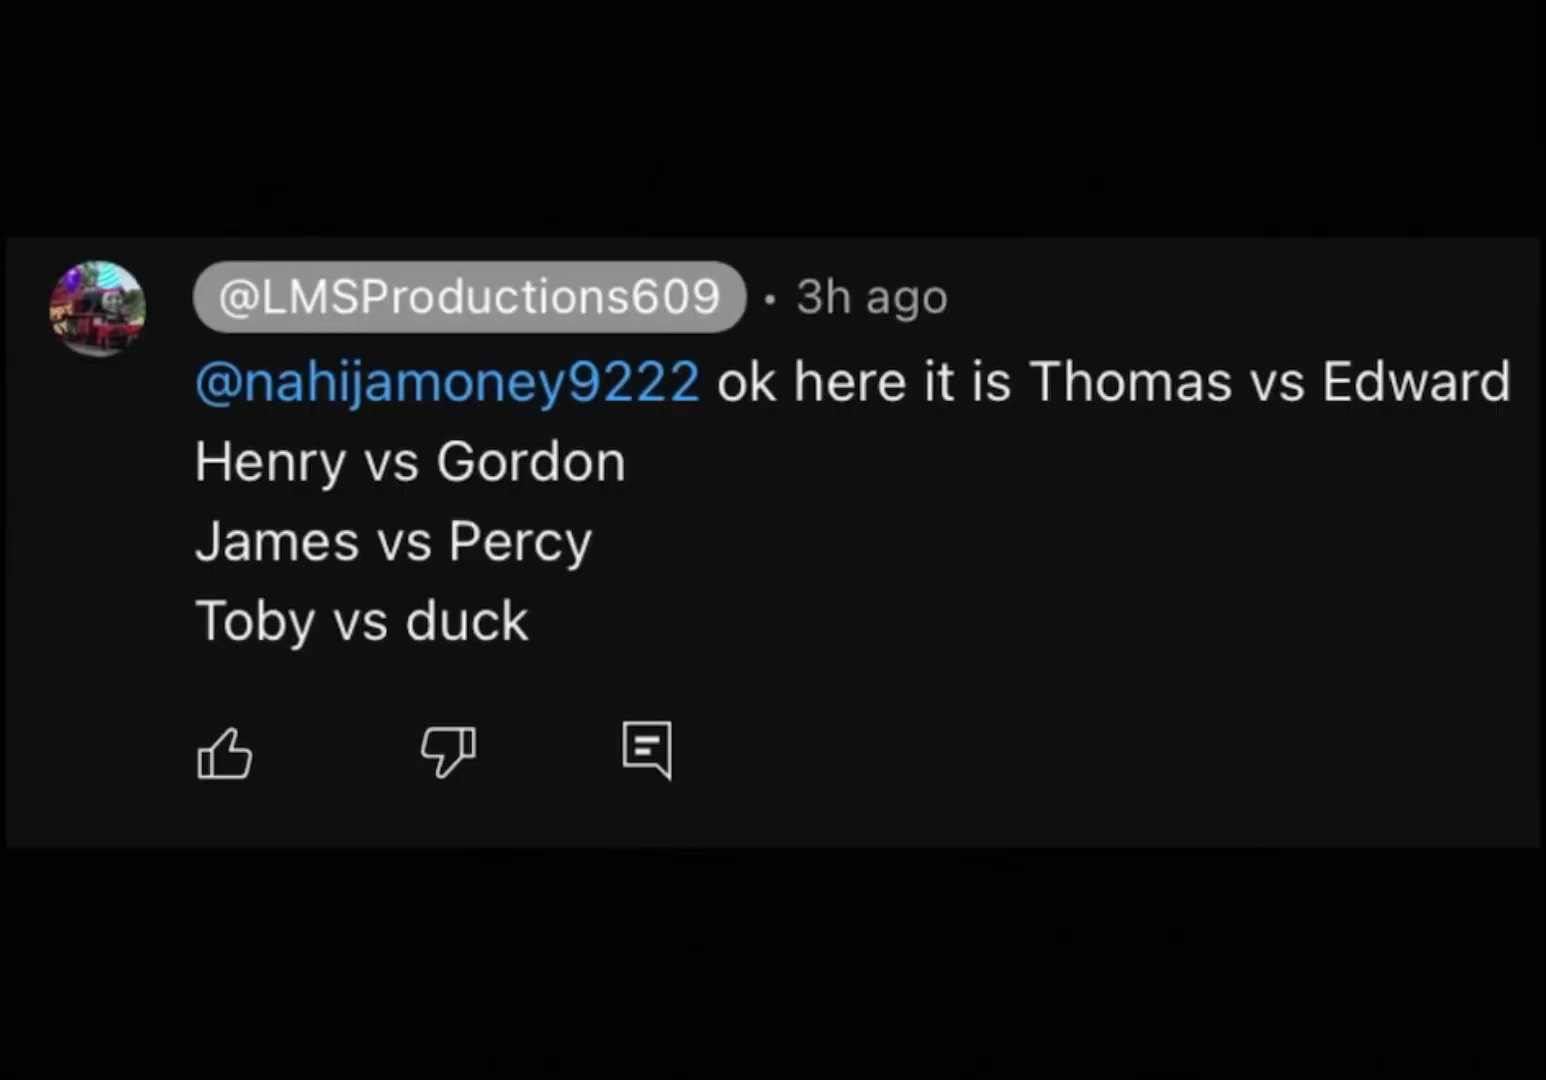 @LMSProductions609 • 3h ago
@nahijamoney9222 ok here it is Thomas vs Edward
Henry vs Gordon
James vs Percy
Toby vs duck